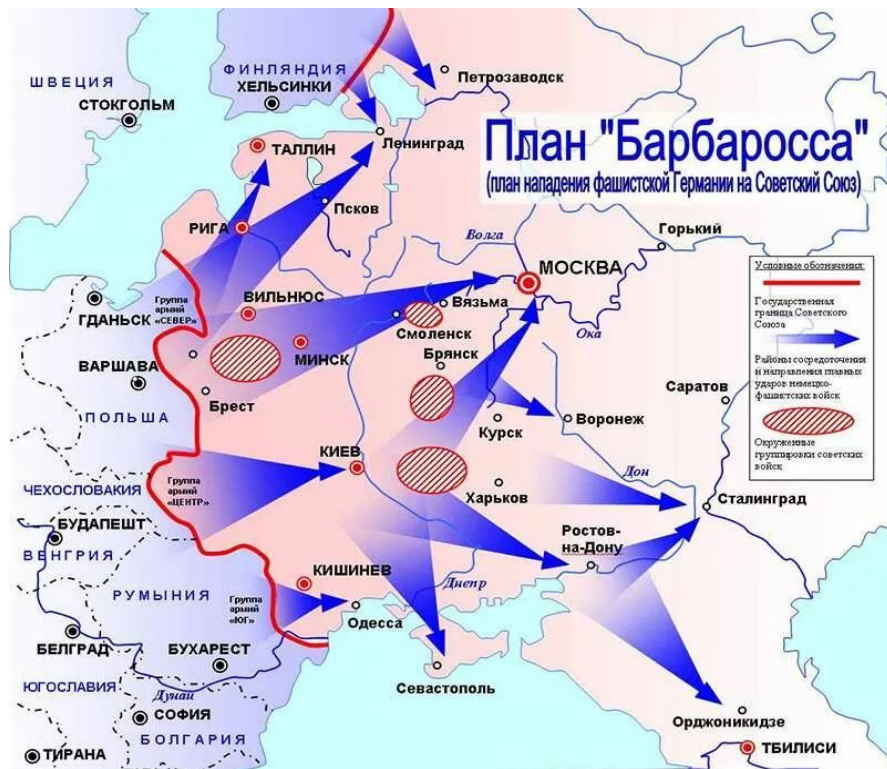 План "Барбаросса"
(план нападения фашистской Германии на Советский Союз)
ШВЕЦИЯ
СТОКГОЛЬМ
ФИНЛЯНДИЯ
ХЕЛЬСИНКИ
Петрозаводск
ТАЛЛИН
Ленинград
Псков
РИГА
Волга
Горький
МОСКВА
Группа
армий
«СЕВЕР»
ГДАНЬСК
ВИЛЬНЮС
Вязьма
Смоленск
Ока
МИНСК
Брянск
ВАРШАВА
Брест
ПОЛЬША
Курск
Воронеж
Саратов
Условные обозначения:
Государственная
граница Советского
Союза
Районы сосредоточения
и направления главных
ударов немецко-
фашистских войск
Окруженные
группировки советских
войск
КИЕВ
Дон
Харьков
Сталинград
Группа
армий
«ЦЕНТР»
ЧЕХОСЛОВАКИЯ
БУДАПЕШТ
ВЕНГРИЯ
Ростов-
на-Дону
КИШИНЕВ
Днепр
РУМЫНИЯ
Группа
армий
«ЮГ»
Одесса
БЕЛГРАД
БУХАРЕСТ
Севастополь
ЮГОСЛАВИЯ
Дунай
СОФИЯ
Орджоникидзе
БОЛГАРИЯ
ТИРАНА
ТБИЛИСИ